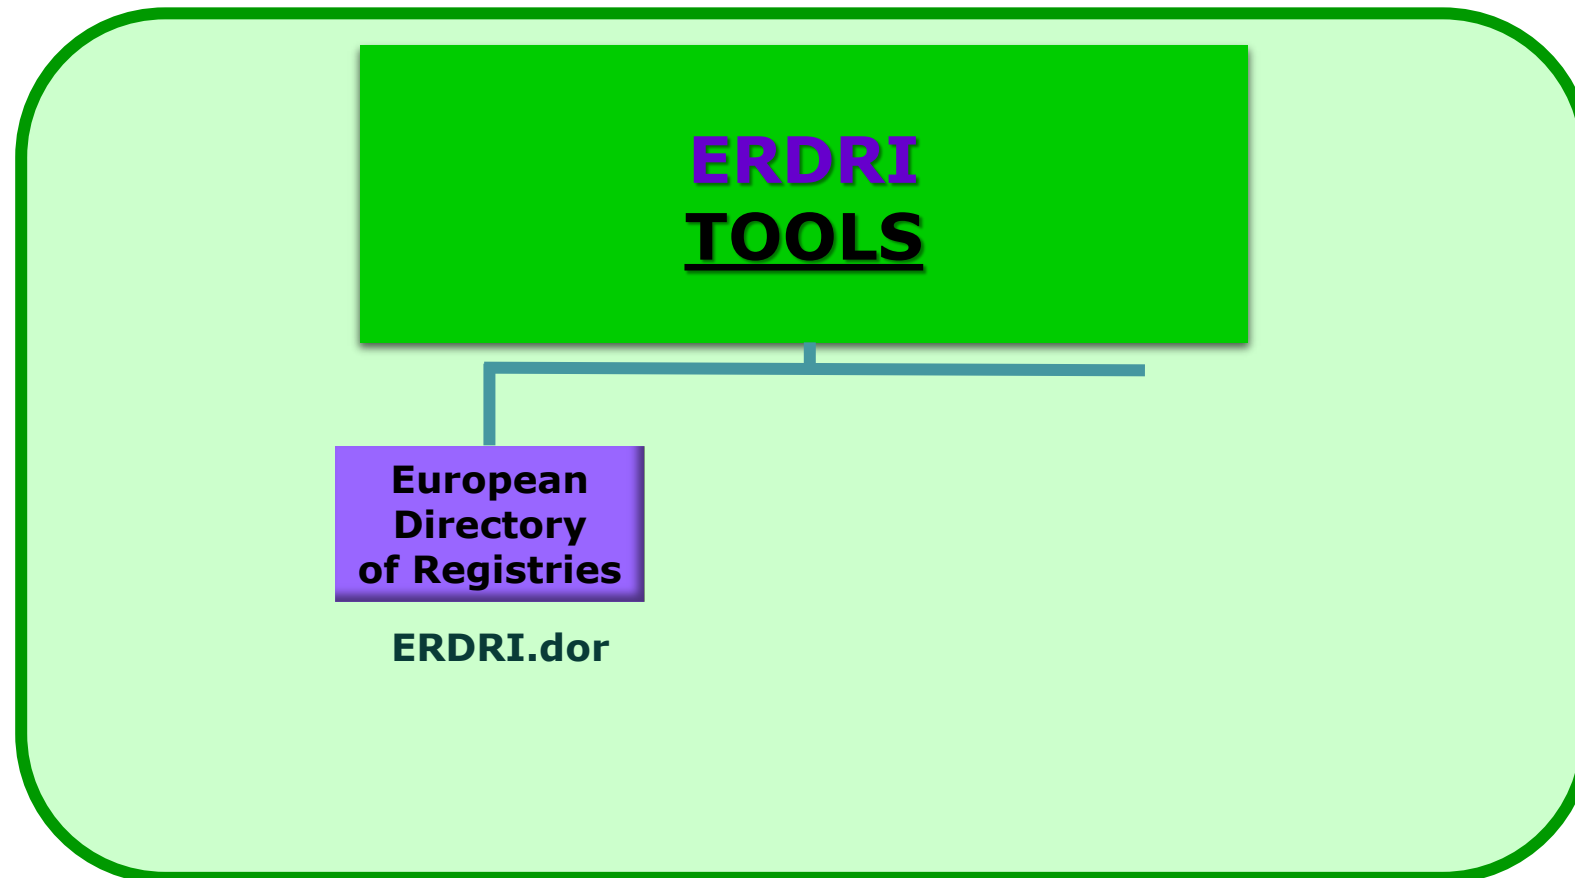 ERDRI
TOOLS
European
Directory
of Registries
ERDRI.dor